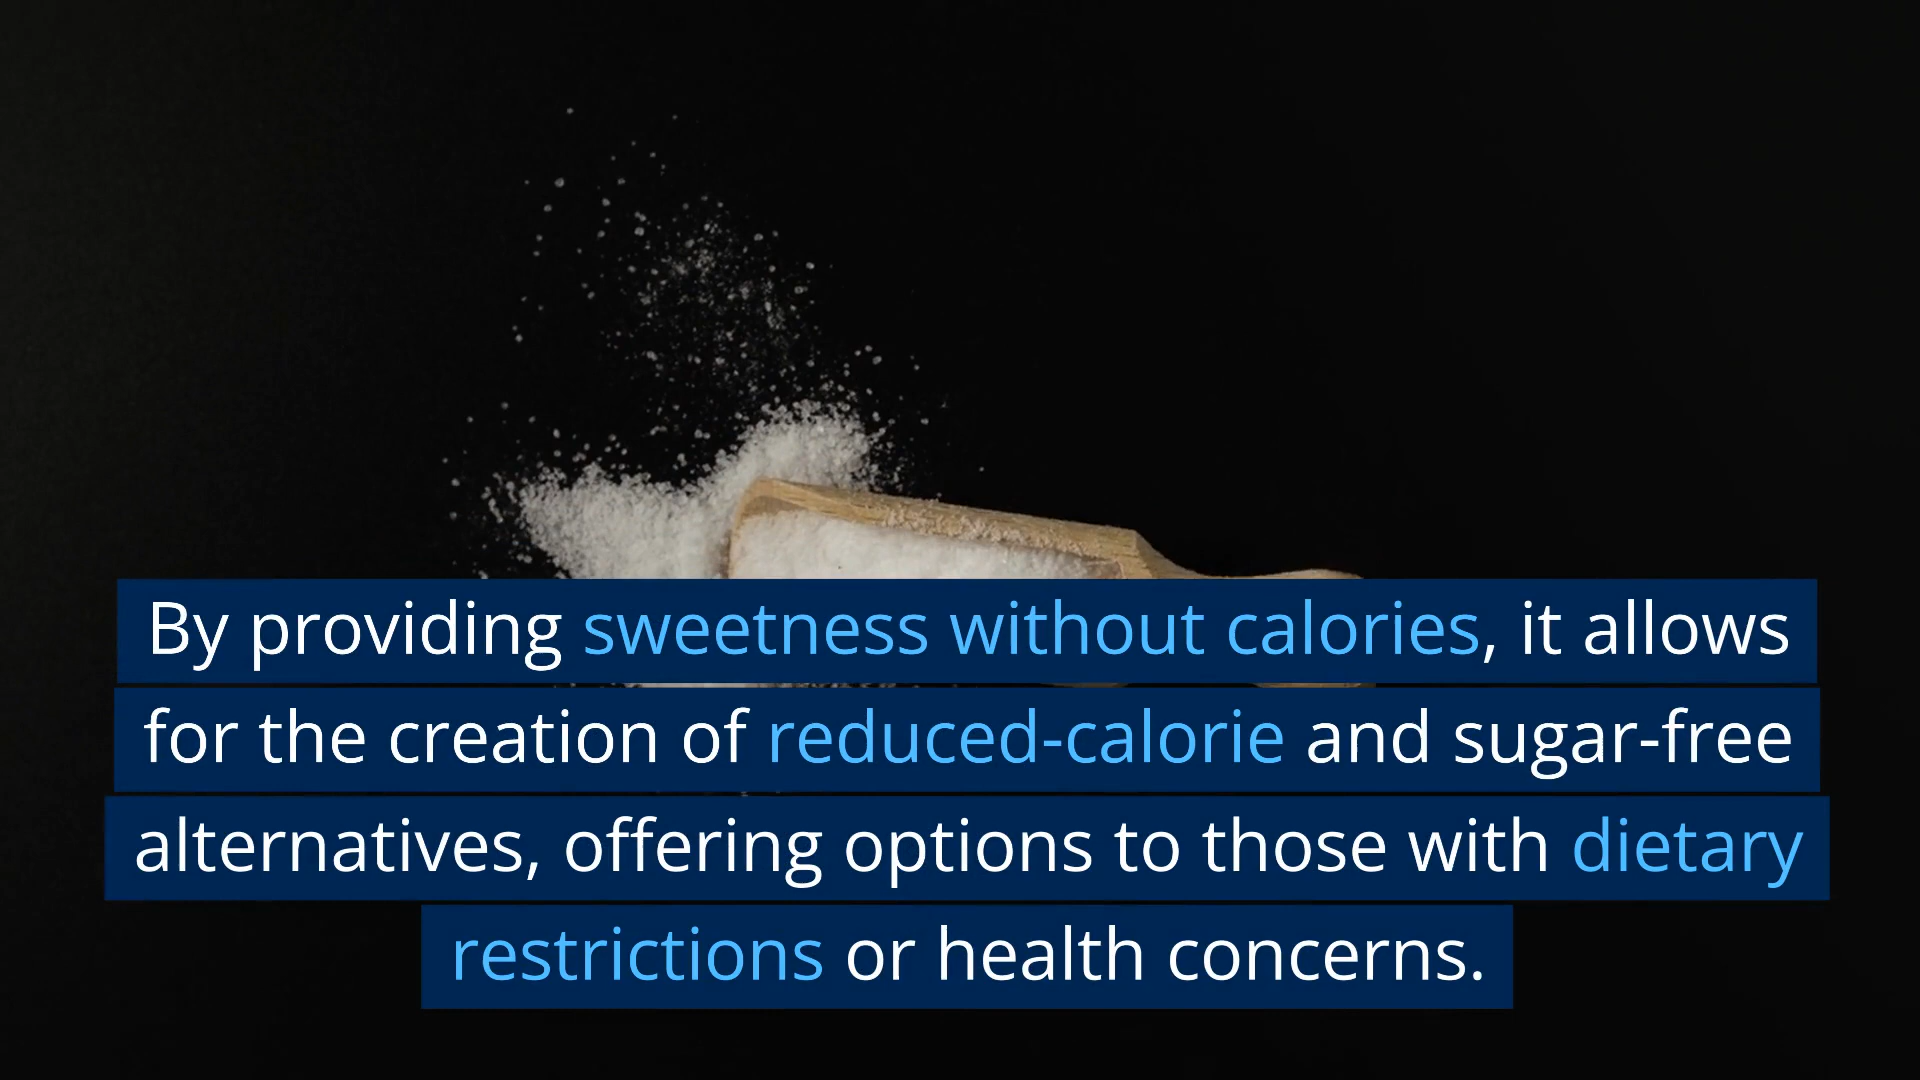 By providing sweetness without calories, it allows
for the creation of reduced-calorie and sugar-free
alternatives, offering options to those with dietary
restrictions or health concerns.